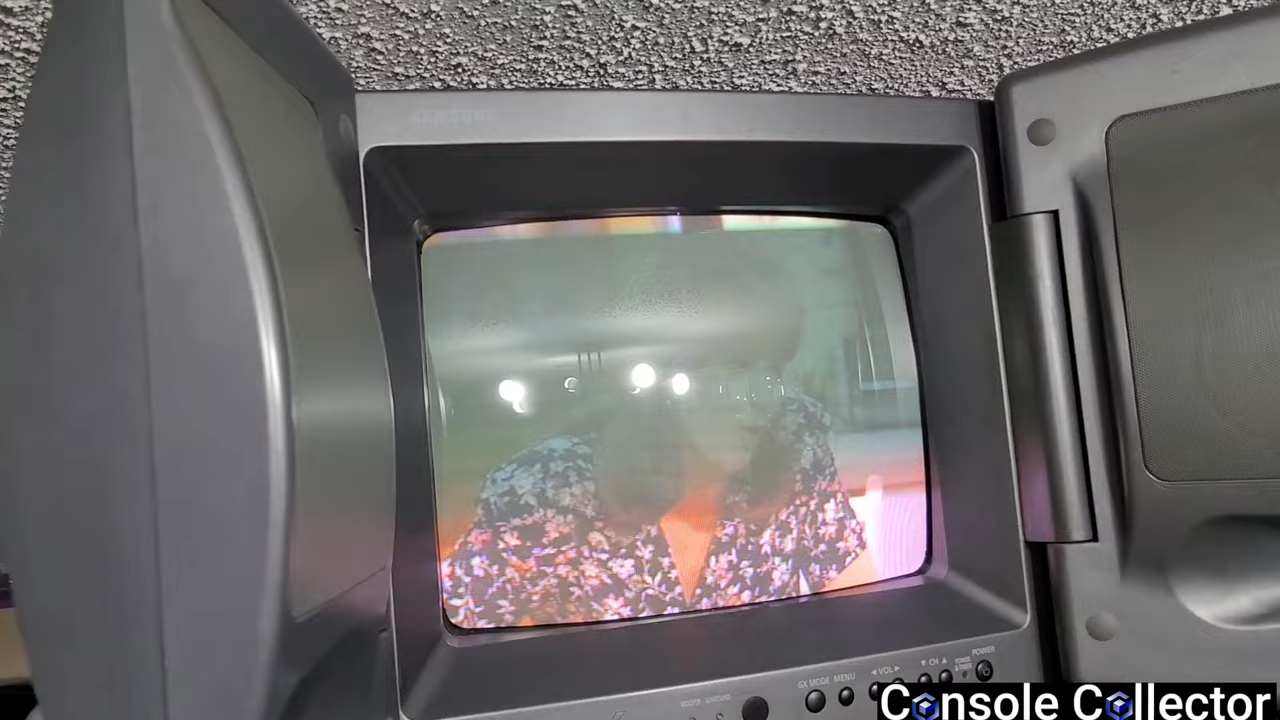 SAMSUNG
GX MODE MENU ◄ VOL ► ▼ CH ▲ POWER
Console Collector